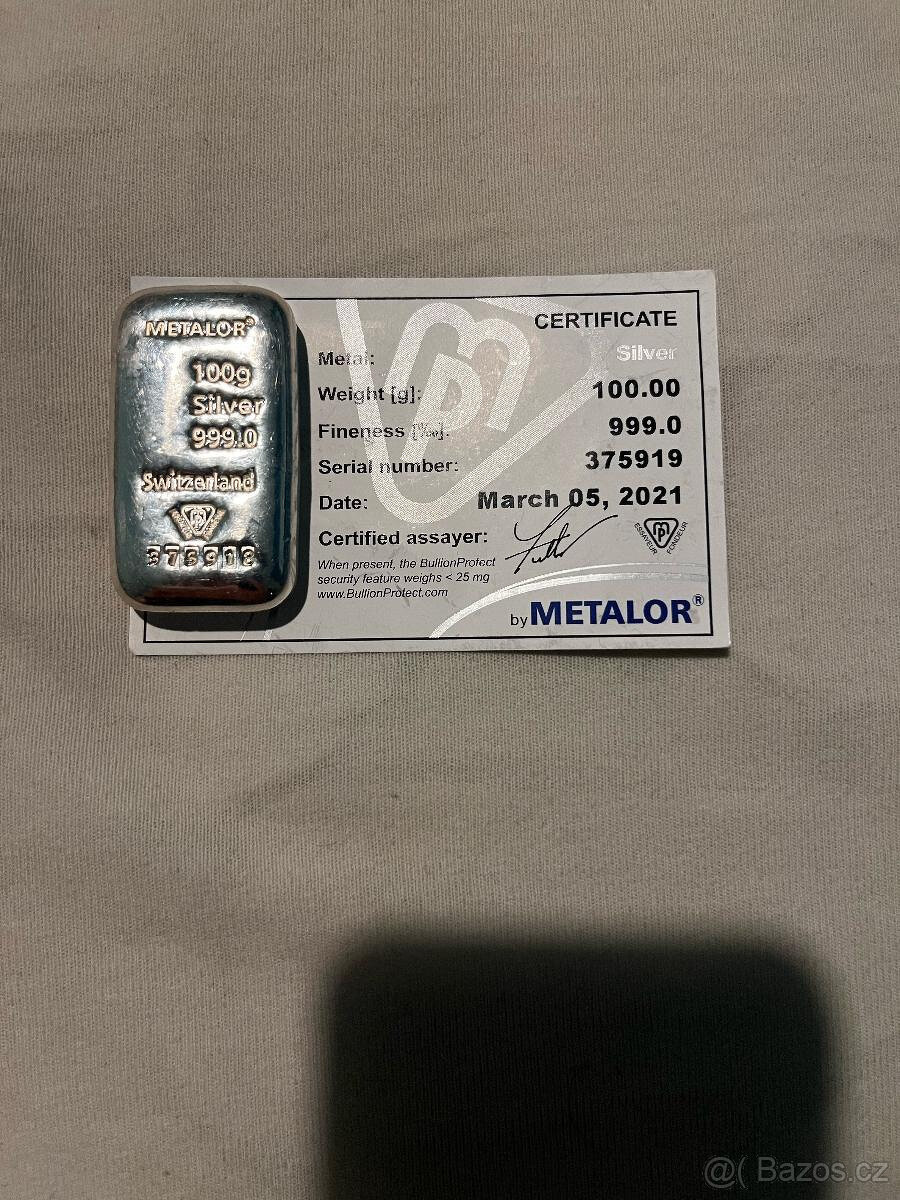 METALOR®
100g
Silver
999.0
Switzerland
CERTIFICATE
Metal: Silver
Weight [g]: 100.00
Fineness [‰]: 999.0
Serial number: 375919
Date: March 05, 2021
Certified assayer:
ESSAYEUR FONDEUR
When present, the BullionProtect
security feature weighs < 25 mg
www.BullionProtect.com
by METALOR®
@( Bazos.cz